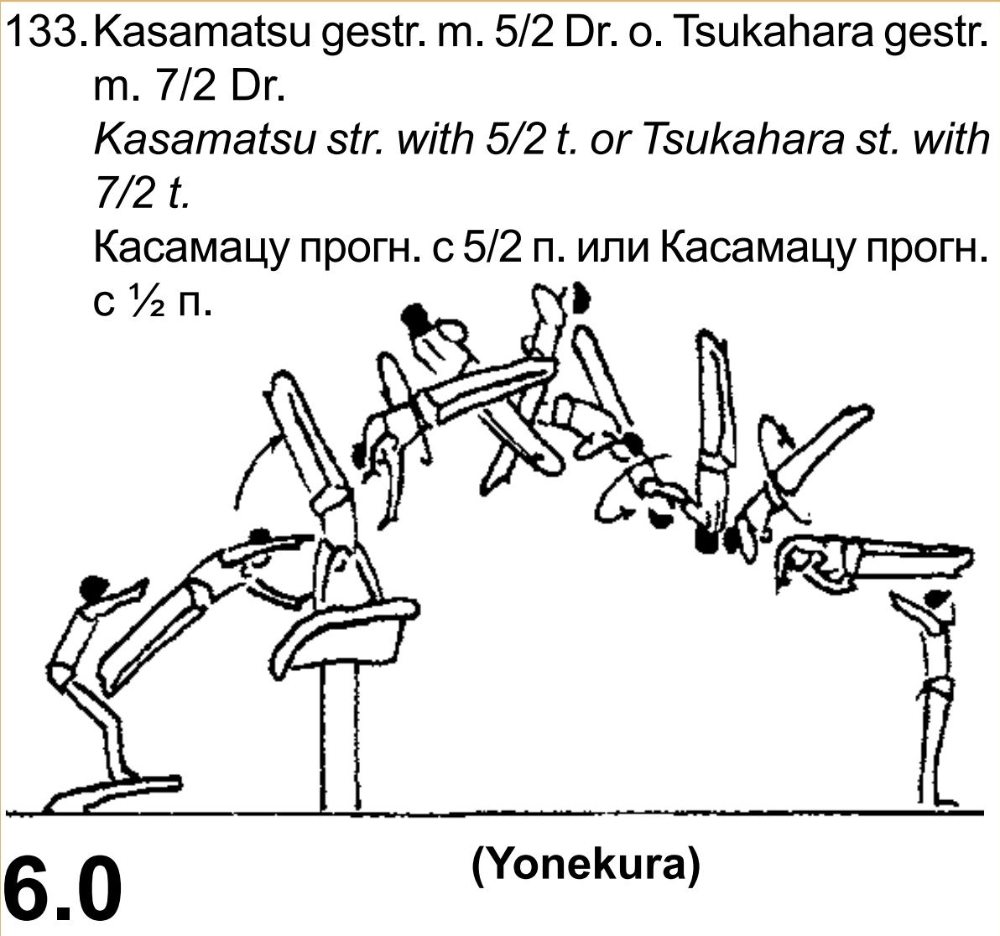 133. Kasamatsu gestr. m. 5/2 Dr. o. Tsukahara gestr.
m. 7/2 Dr.
Kasamatsu str. with 5/2 t. or Tsukahara st. with
7/2 t.
Касамацу прогн. с 5/2 п. или Касамацу прогн.
с ½ п.
6.0
(Yonekura)